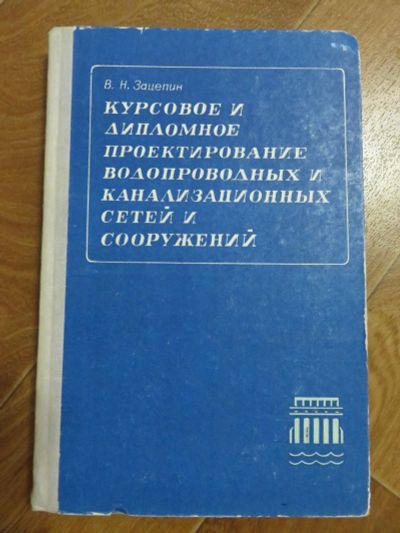 В. Н. Зацепин
КУРСОВОЕ И
ДИПЛОМНОЕ
ПРОЕКТИРОВАНИЕ
ВОДОПРОВОДНЫХ И
КАНАЛИЗАЦИОННЫХ
СЕТЕЙ И
СООРУЖЕНИЙ